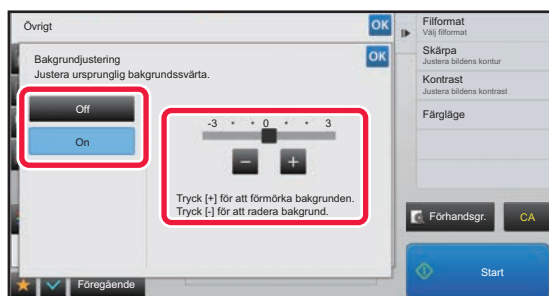 Övrigt
OK
Bakgrundjustering
Justera ursprunglig bakgrundssvärta.
OK
Off
On
-3 • • 0 • • 3
− +
Tryck [+] för att förmörka bakgrunden.
Tryck [-] för att radera bakgrund.
Föregående
Filformat
Välj filformat
Skärpa
Justera bildens kontur
Kontrast
Justera bildens kontrast
Färgläge
Förhandsgr.
CA
Start